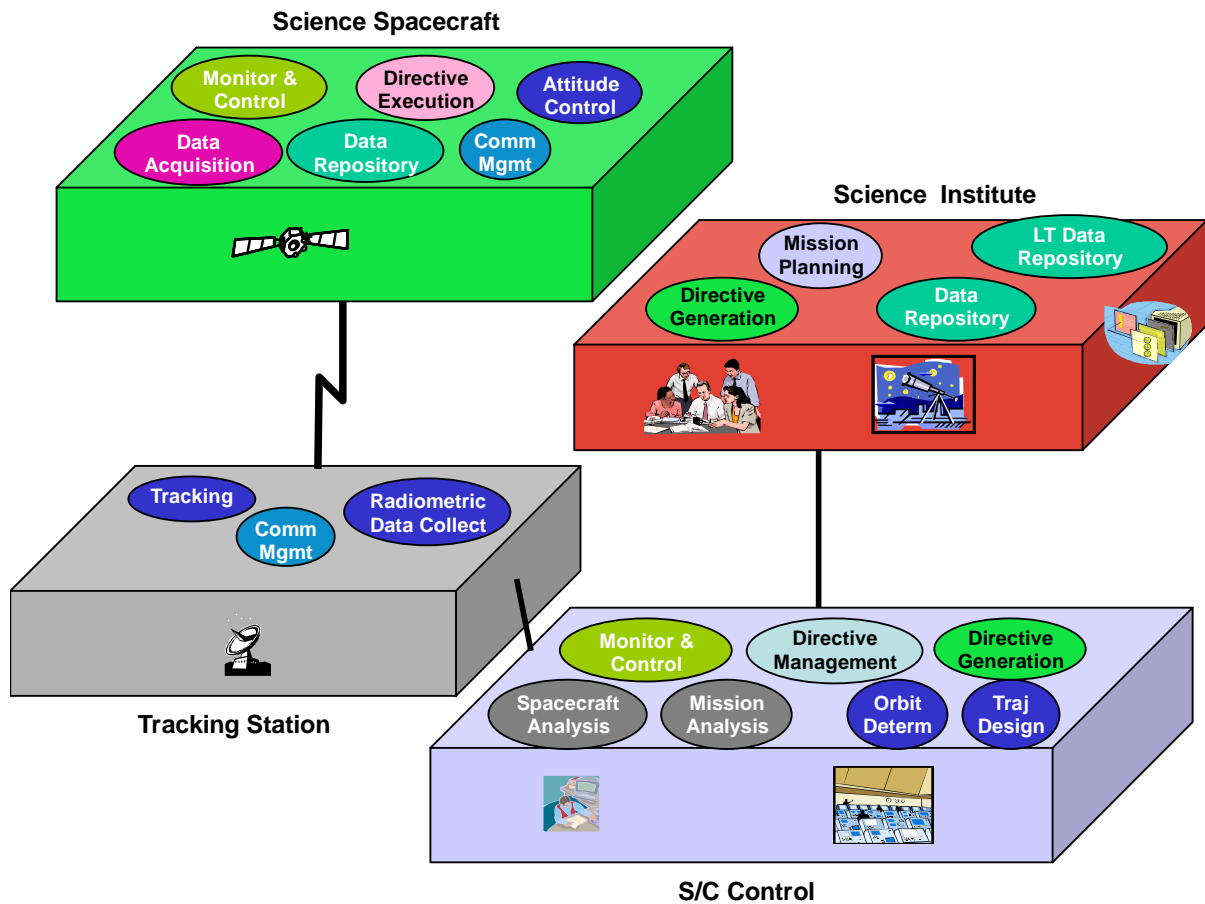 Science Spacecraft
Monitor &
Control
Directive
Execution
Attitude
Control
Data
Acquisition
Data
Repository
Comm
Mgmt
Science Institute
Mission
Planning
LT Data
Repository
Directive
Generation
Data
Repository
Tracking
Comm
Mgmt
Radiometric
Data Collect
Tracking Station
Monitor &
Control
Directive
Management
Directive
Generation
Spacecraft
Analysis
Mission
Analysis
Orbit
Determ
Traj
Design
S/C Control